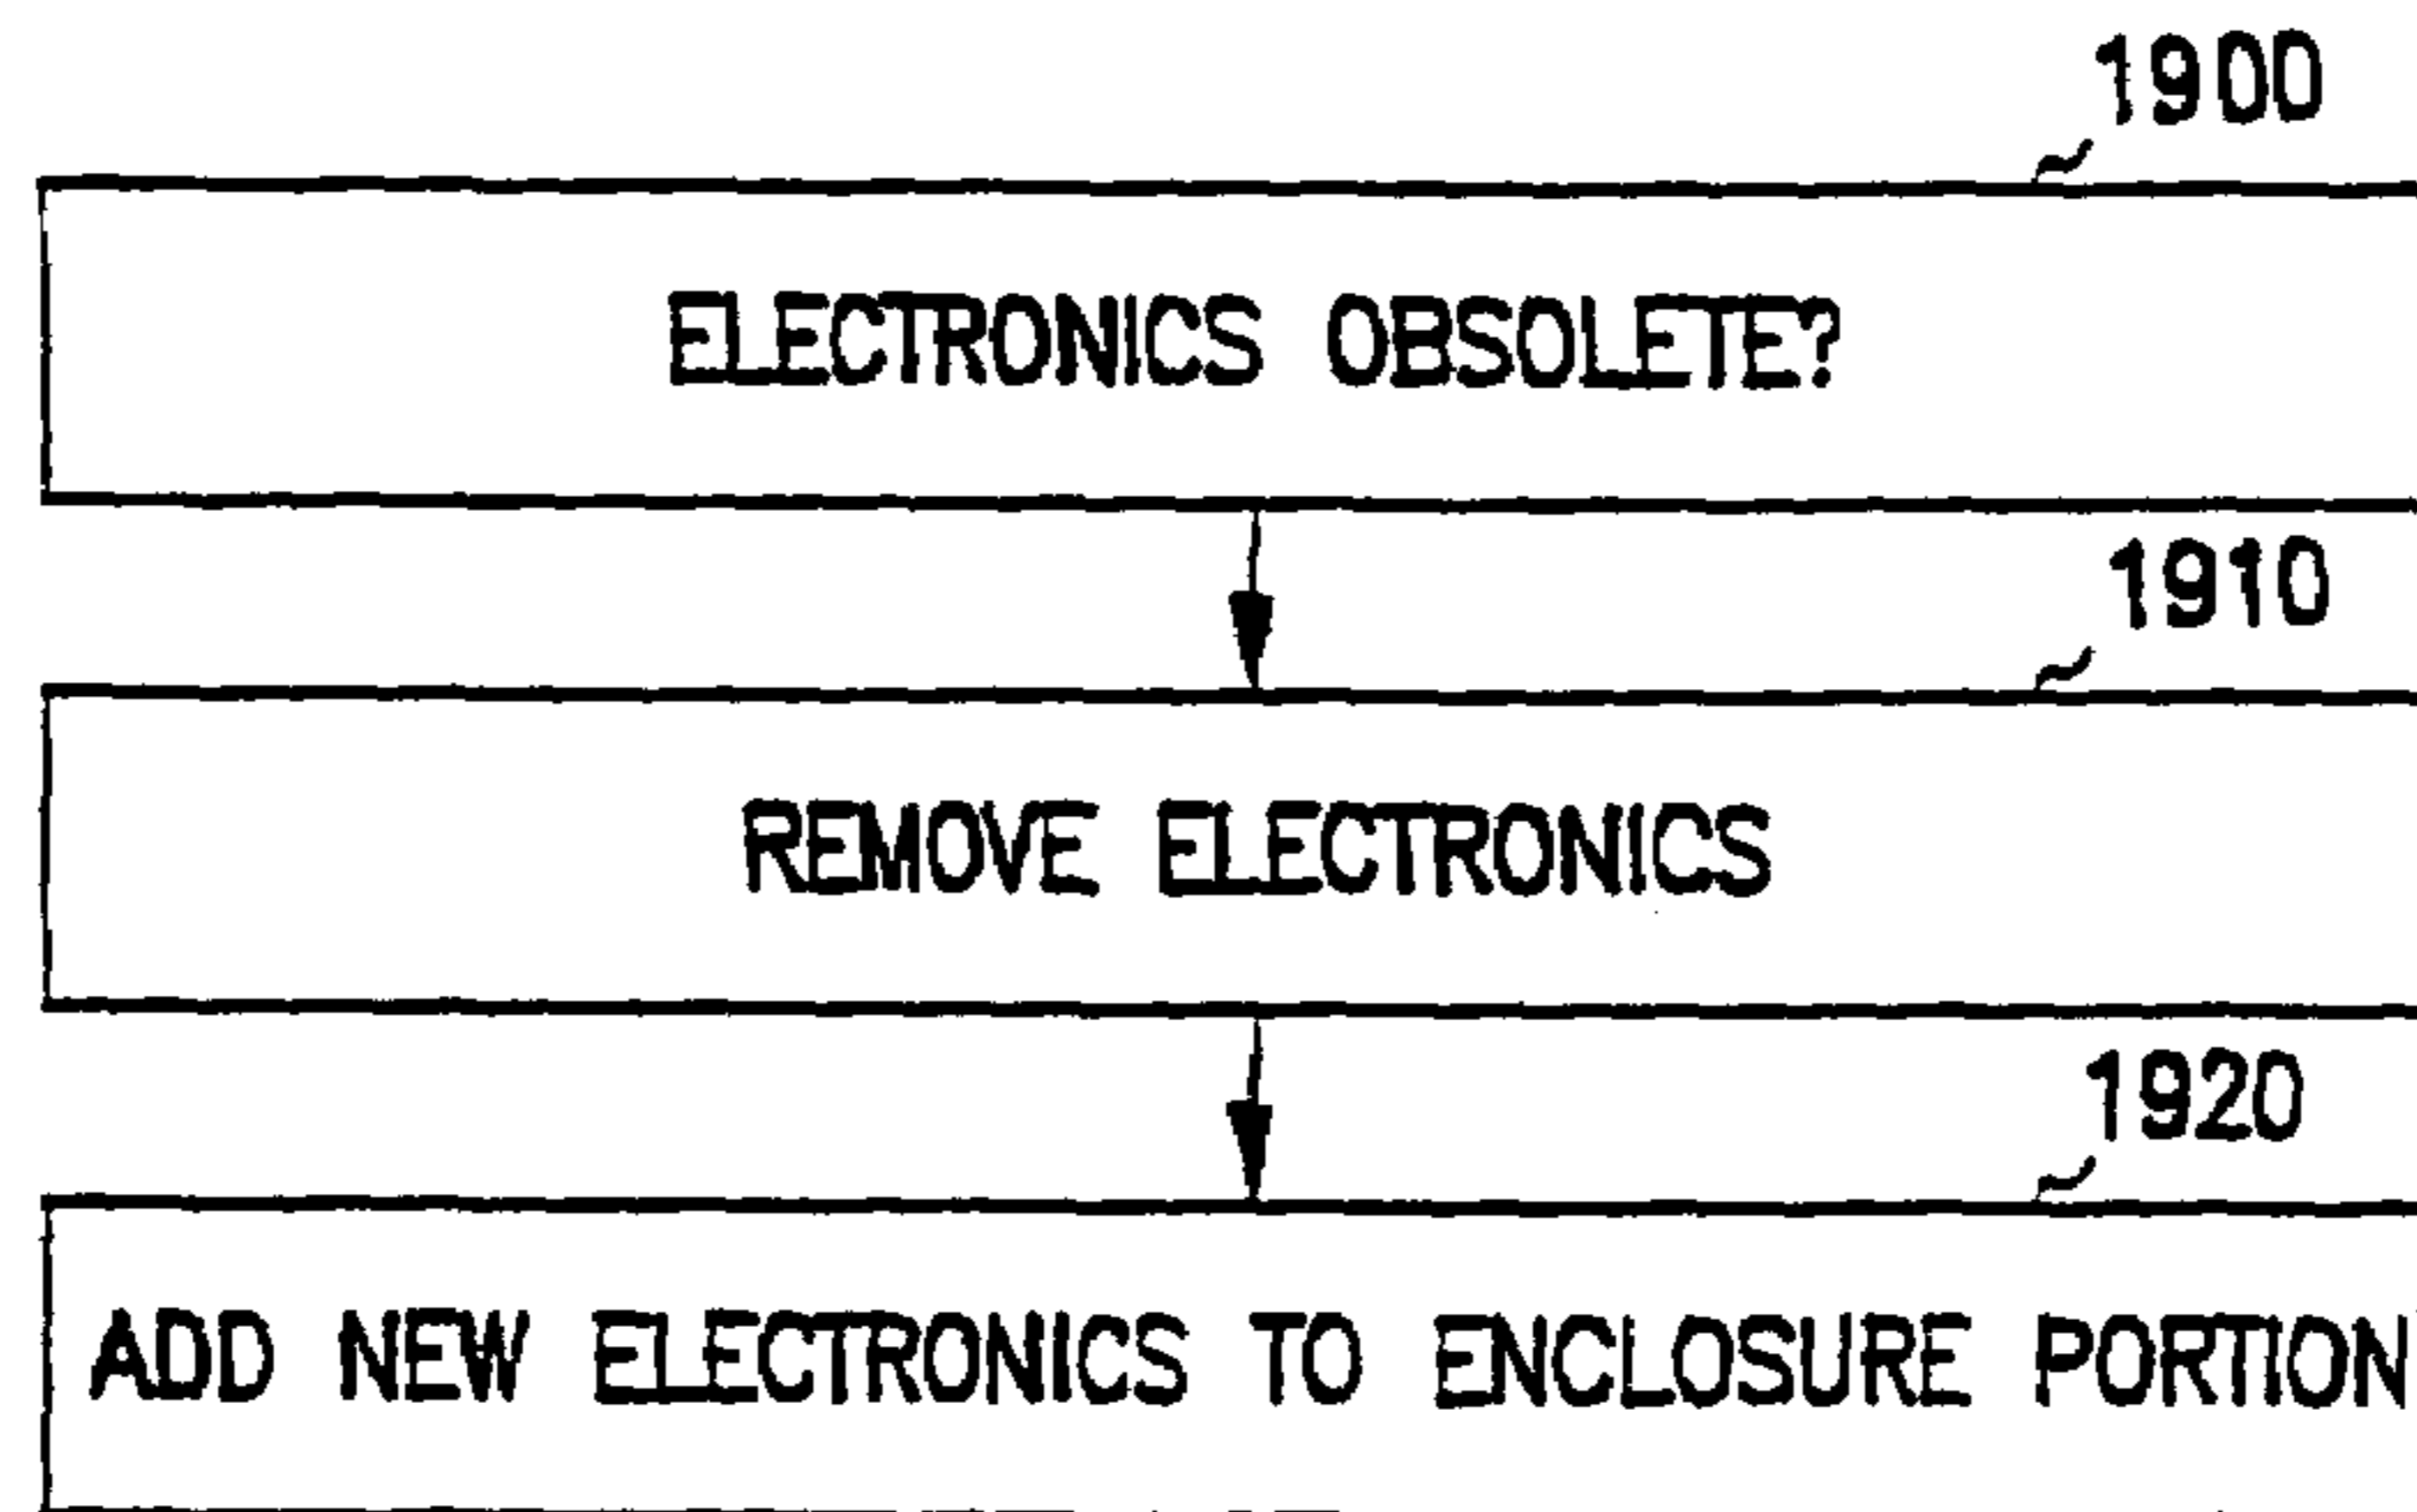 1900
ELECTRONICS OBSOLETE?
1910
REMOVE ELECTRONICS
1920
ADD NEW ELECTRONICS TO ENCLOSURE PORTION